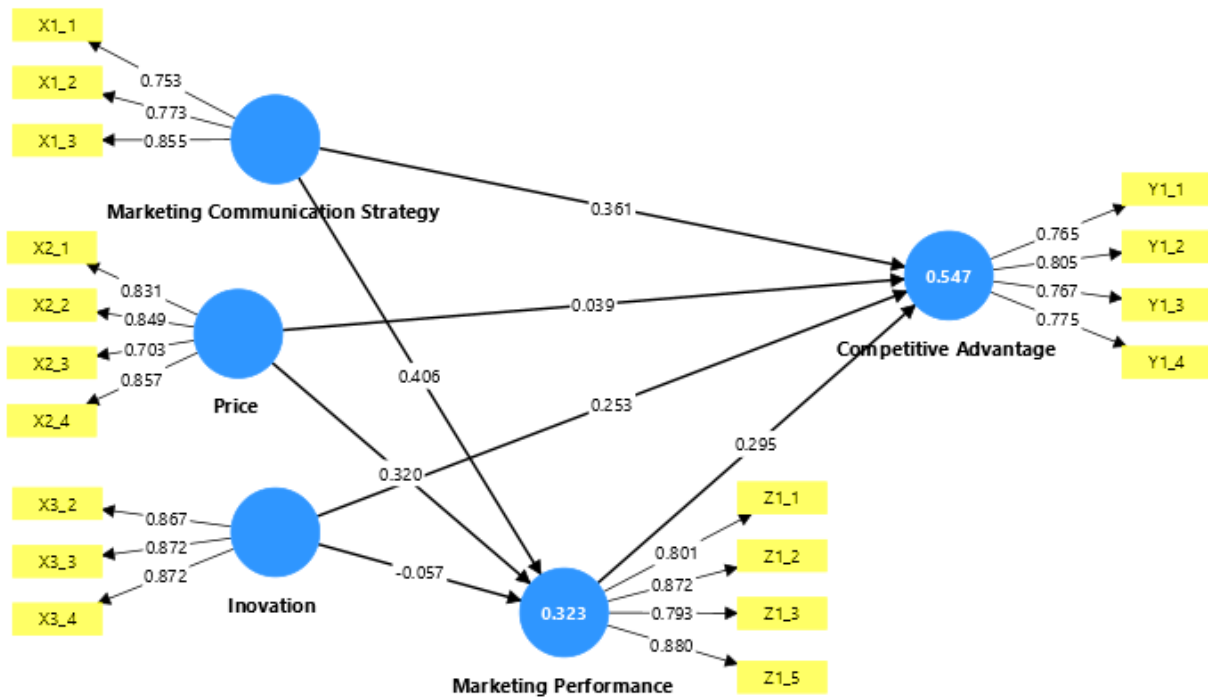 X1_1
0.753
X1_2
0.773
X1_3
0.855
Marketing Communication Strategy
0.361
X2_1
0.831
X2_2
0.849
X2_3
0.703
X2_4
0.857
Price
0.039
0.406
0.320
X3_2
0.867
X3_3
0.872
X3_4
0.872
Inovation
0.253
-0.057
0.295
Y1_1
0.765
Y1_2
0.805
Y1_3
0.767
Y1_4
0.775
0.547
Competitive Advantage
Z1_1
0.801
Z1_2
0.872
Z1_3
0.793
Z1_5
0.880
0.323
Marketing Performance